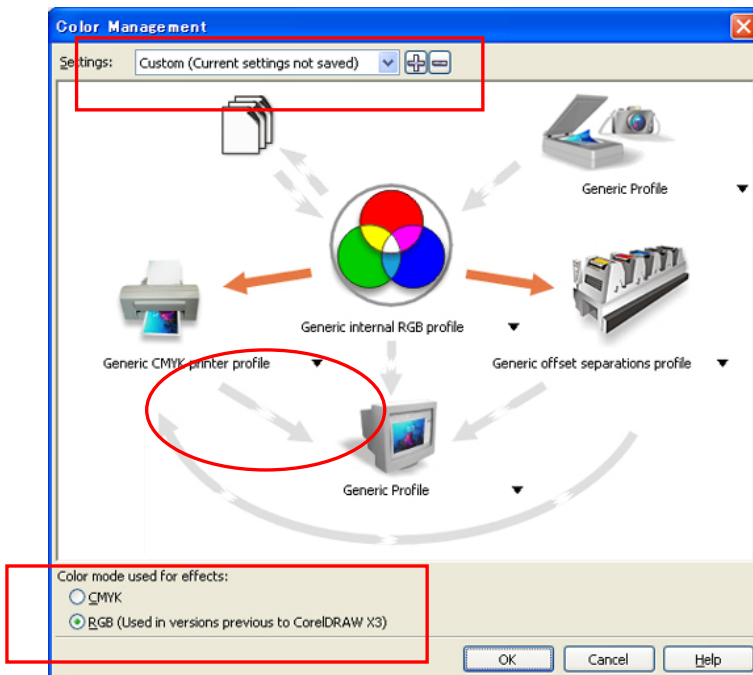 Color Management
Settings: Custom (Current settings not saved)
Generic Profile
Generic internal RGB profile
Generic CMYK printer profile
Generic offset separations profile
Generic Profile
Color mode used for effects:
CMYK
RGB (Used in versions previous to CorelDRAW X3)
OK Cancel Help